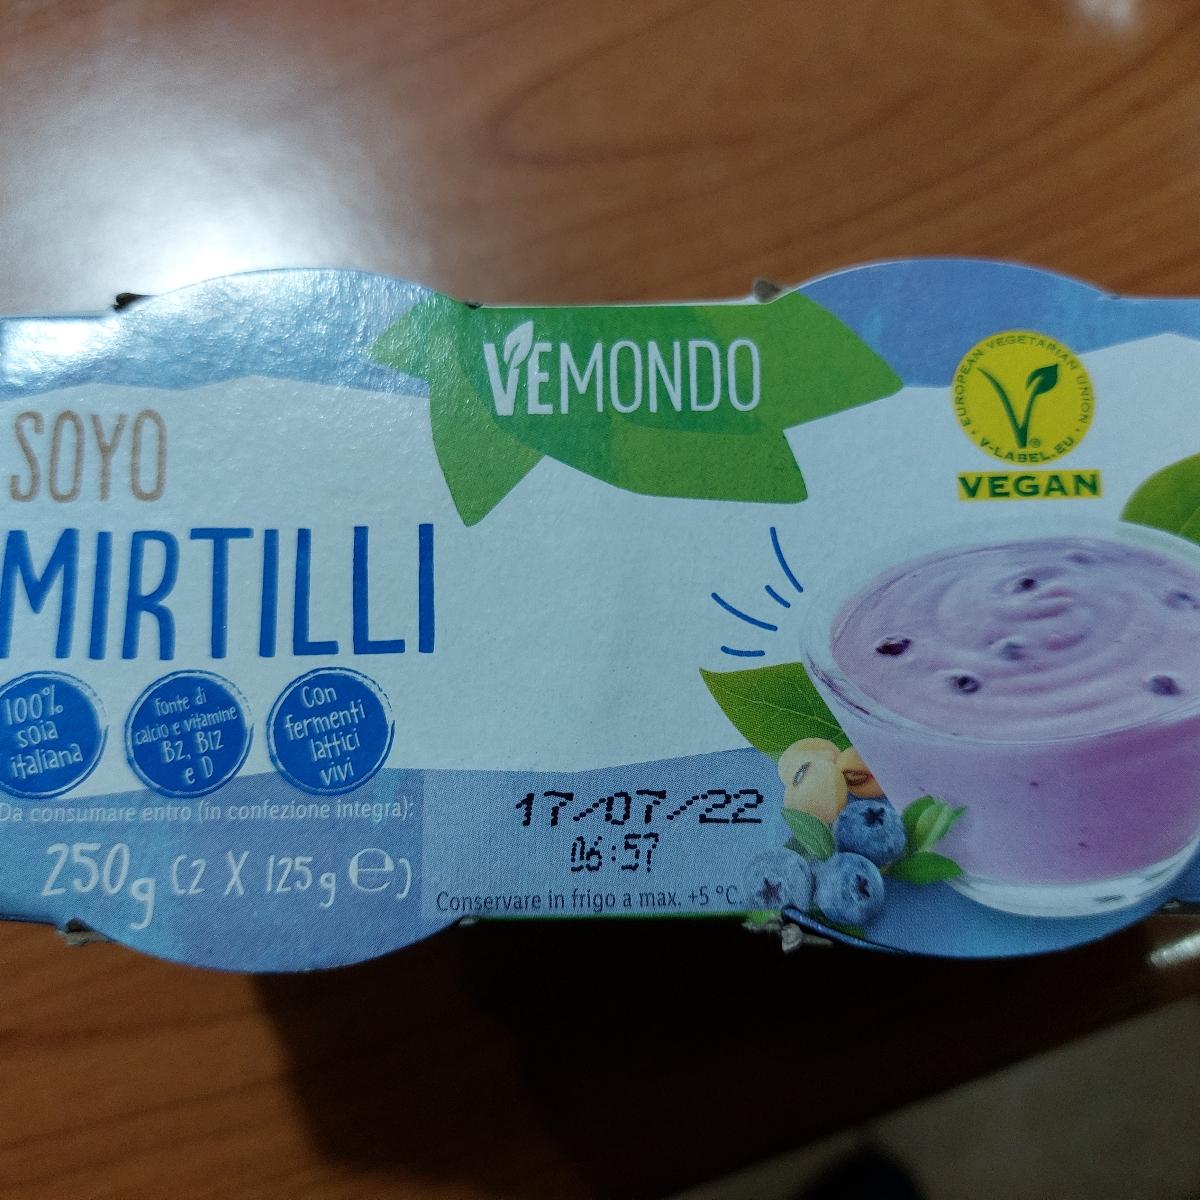 VEMONDO
SOYO
MIRTILLI
100%
soia
italiana
Fonte di
calcio e vitamine
B2, B12
e D
Con
fermenti
lattici
vivi
Da consumare entro (in confezione integra):
17/07/22
06:57
250g (2 X 125g ℮)
Conservare in frigo a max. +5 °C.
EUROPEAN VEGETARIAN UNION
V-LABEL.EU
®
VEGAN